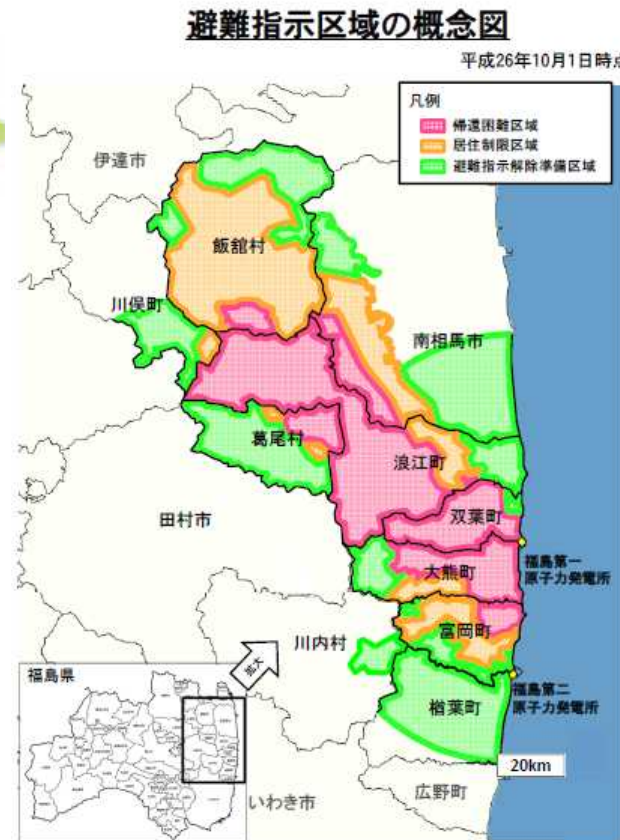 避難指示区域の概念図
平成26年10月1日時点
凡例
帰還困難区域
居住制限区域
避難指示解除準備区域
伊達市
飯舘村
川俣町
南相馬市
葛尾村
浪江町
田村市
双葉町
福島第一
原子力発電所
大熊町
富岡町
川内村
拡大
福島県
福島第二
原子力発電所
楢葉町
20km
広野町
いわき市